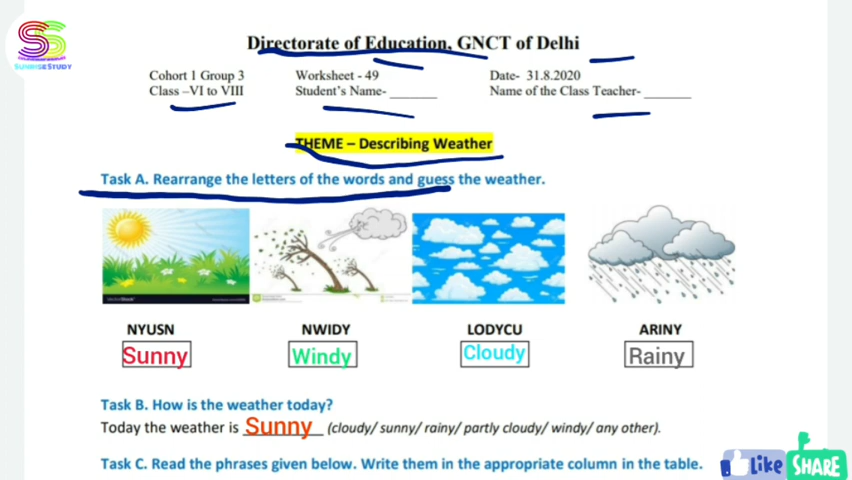 SS
SUNRISESTUDY
Directorate of Education, GNCT of Delhi
Cohort 1 Group 3 Worksheet - 49 Date- 31.8.2020
Class –VI to VIII Student's Name- ________ Name of the Class Teacher- ________
THEME – Describing Weather
Task A. Rearrange the letters of the words and guess the weather.
NYUSN NWIDY LODYCU ARINY
Sunny Windy Cloudy Rainy
Task B. How is the weather today?
Today the weather is Sunny (cloudy/ sunny/ rainy/ partly cloudy/ windy/ any other).
Task C. Read the phrases given below. Write them in the appropriate column in the table.
Like SHARE